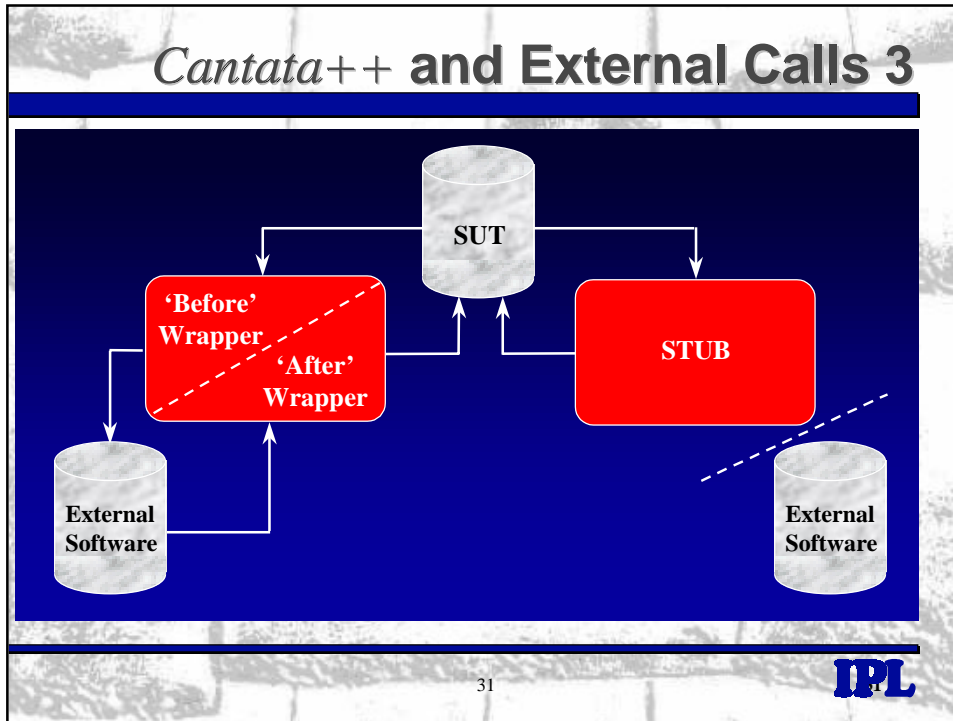 Cantata++ and External Calls 3
SUT
‘Before’
Wrapper
‘After’
Wrapper
STUB
External
Software
External
Software
31
IPL